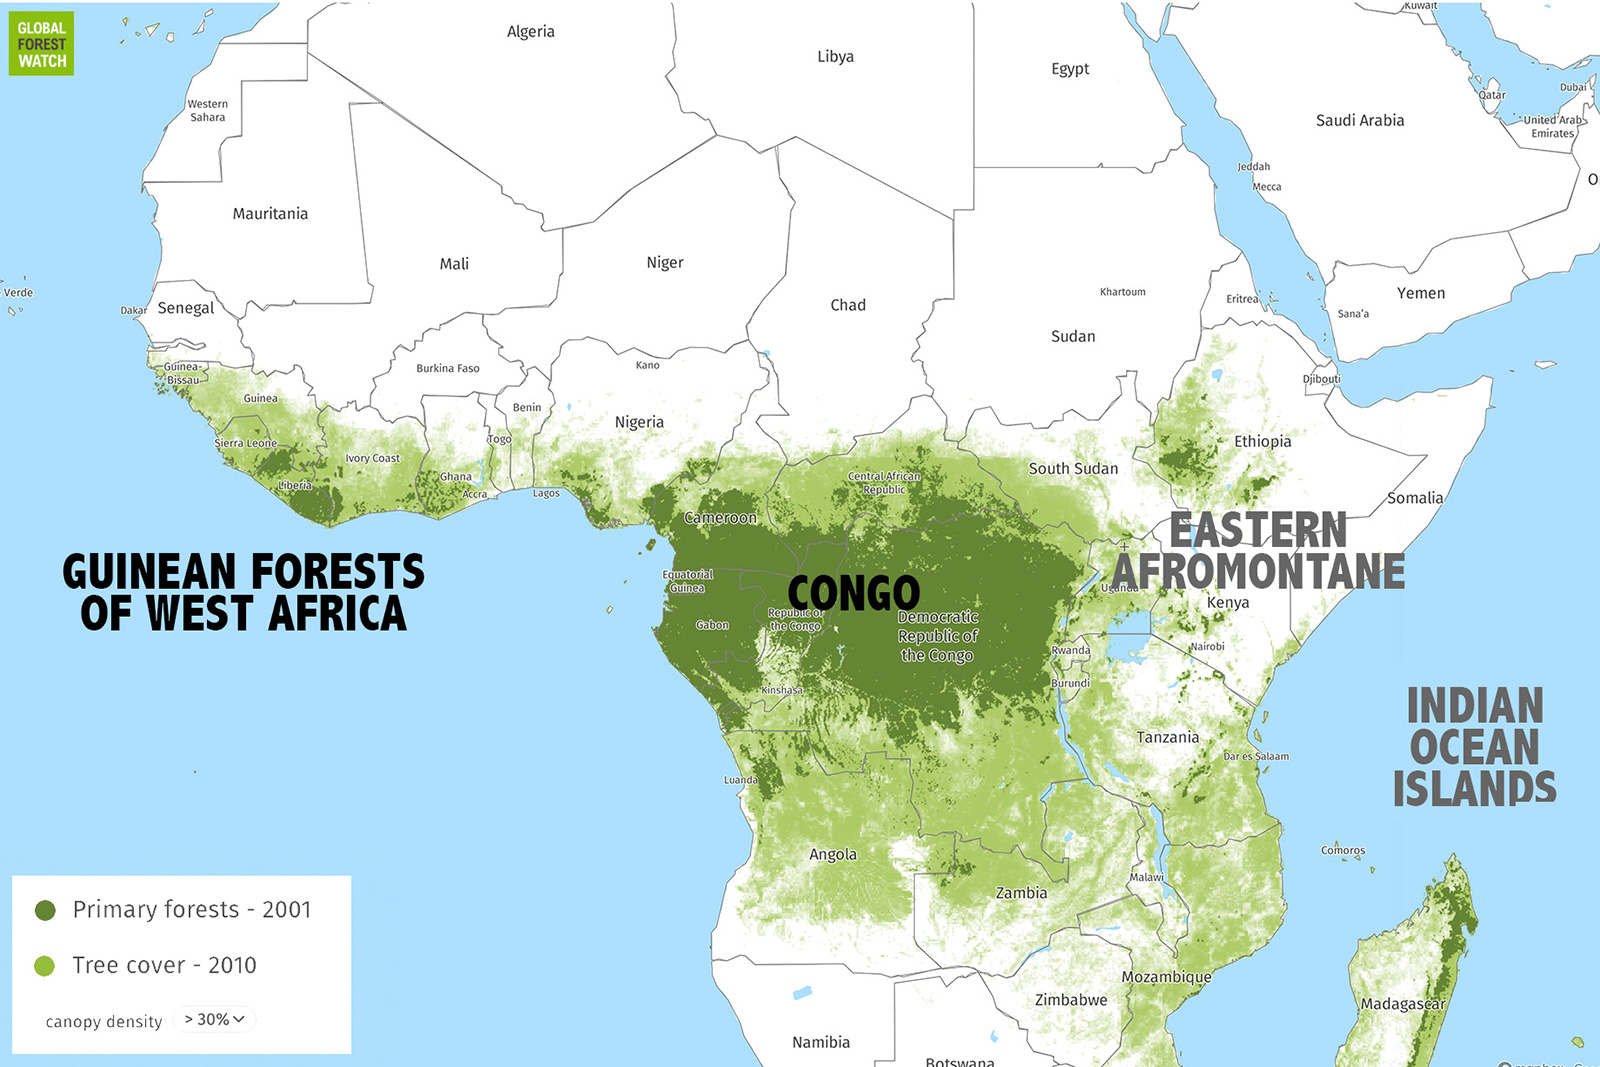 GLOBAL
FOREST
WATCH
Algeria
Libya
Egypt
Kuwait
Western
Sahara
Saudi Arabia
Qatar
Dubai
United Arab
Emirates
Jeddah
Mecca
O
Mauritania
Mali
Niger
Chad
Khartoum
Sudan
Eritrea
Yemen
Sana'a
Verde
Dakar
Senegal
Burkina Faso
Kano
Djibouti
Guinea-
Bissau
Guinea
Benin
Nigeria
Ethiopia
Sierra Leone
Ivory Coast
Togo
Ghana
Central African
Republic
South Sudan
Somalia
Liberia
Accra
Lagos
Cameroon
EASTERN
AFROMONTANE
GUINEAN FORESTS
OF WEST AFRICA
Equatorial
Guinea
CONGO
Uganda
Kenya
Gabon
Republic of
the Congo
Democratic
Republic of
the Congo
Rwanda
Nairobi
Burundi
Kinshasa
INDIAN
OCEAN
ISLANDS
Tanzania
Dar es Salaam
Luanda
Angola
Comoros
Malawi
Zambia
Mozambique
Zimbabwe
Madagascar
Namibia
Botswana
Primary forests - 2001
Tree cover - 2010
canopy density > 30%